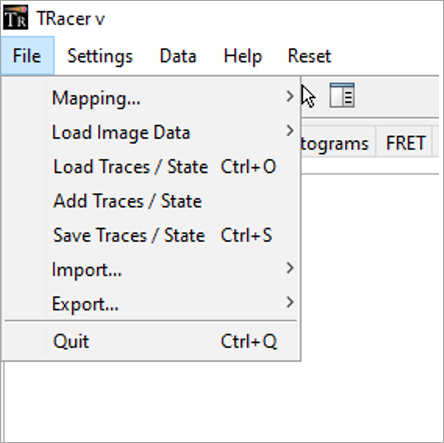 TR TRacer v
File Settings Data Help Reset
Mapping...
Load Image Data
tograms FRET
Load Traces / State Ctrl+O
Add Traces / State
Save Traces / State Ctrl+S
Import...
Export...
Quit Ctrl+Q